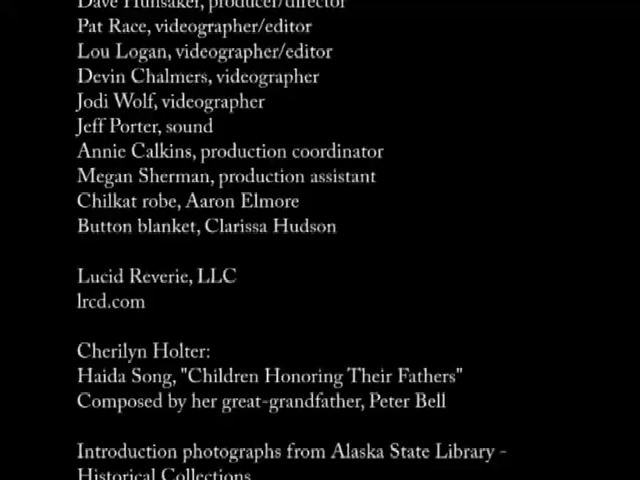 Dave Hunsaker, producer/director
Pat Race, videographer/editor
Lou Logan, videographer/editor
Devin Chalmers, videographer
Jodi Wolf, videographer
Jeff Porter, sound
Annie Calkins, production coordinator
Megan Sherman, production assistant
Chilkat robe, Aaron Elmore
Button blanket, Clarissa Hudson
Lucid Reverie, LLC
lrcd.com
Cherilyn Holter:
Haida Song, "Children Honoring Their Fathers"
Composed by her great-grandfather, Peter Bell
Introduction photographs from Alaska State Library -
Historical Collections